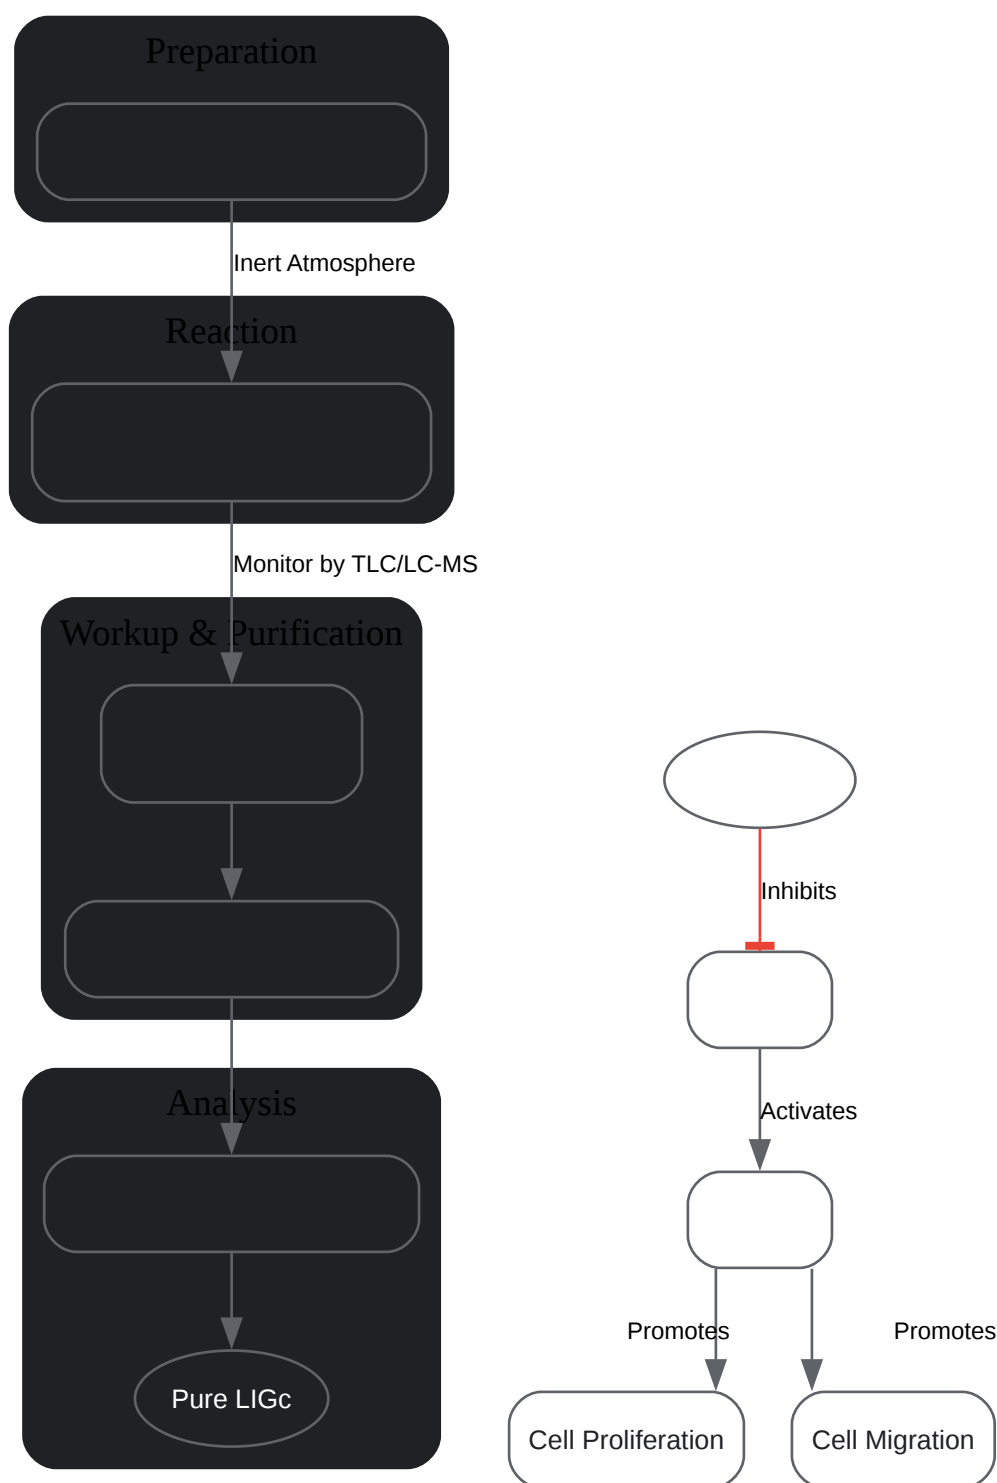 Preparation
Inert Atmosphere
Reaction
Monitor by TLC/LC-MS
Workup & Purification
Analysis
Pure LIGc
Inhibits
Activates
Promotes
Promotes
Cell Proliferation
Cell Migration